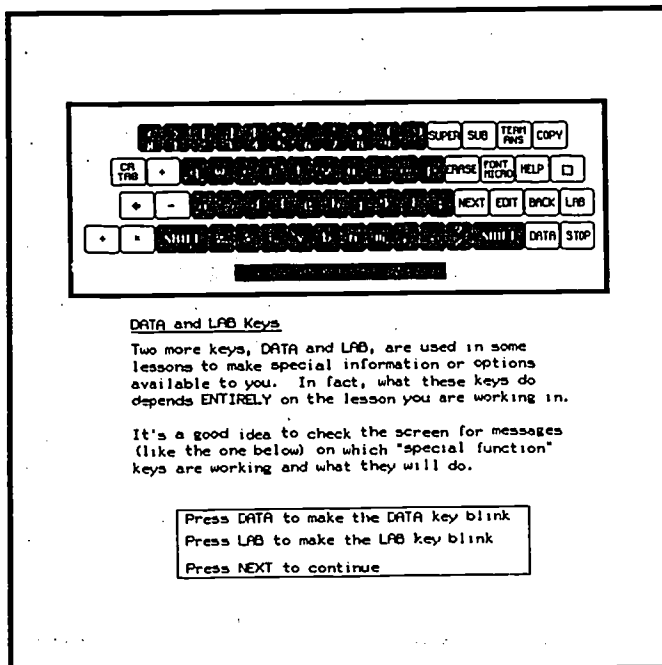 SUPER SUB TERM ANS COPY
CR TAB + ERASE FONT MICRO HELP □
← - NEXT EDIT BACK LAB
SHIFT SHIFT DATA STOP
DATA and LAB Keys
Two more keys, DATA and LAB, are used in some
lessons to make special information or options
available to you. In fact, what these keys do
depends ENTIRELY on the lesson you are working in.
It's a good idea to check the screen for messages
(like the one below) on which "special function"
keys are working and what they will do.
Press DATA to make the DATA key blink
Press LAB to make the LAB key blink
Press NEXT to continue